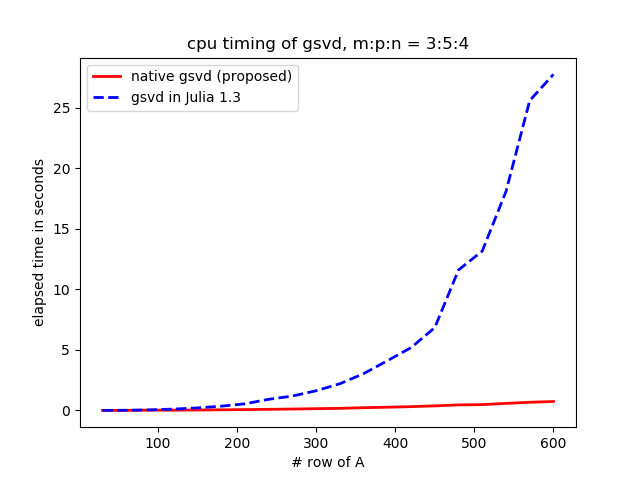 cpu timing of gsvd, m:p:n = 3:5:4
native gsvd (proposed)
gsvd in Julia 1.3
elapsed time in seconds
25
20
15
10
5
0
100 200 300 400 500 600
# row of A